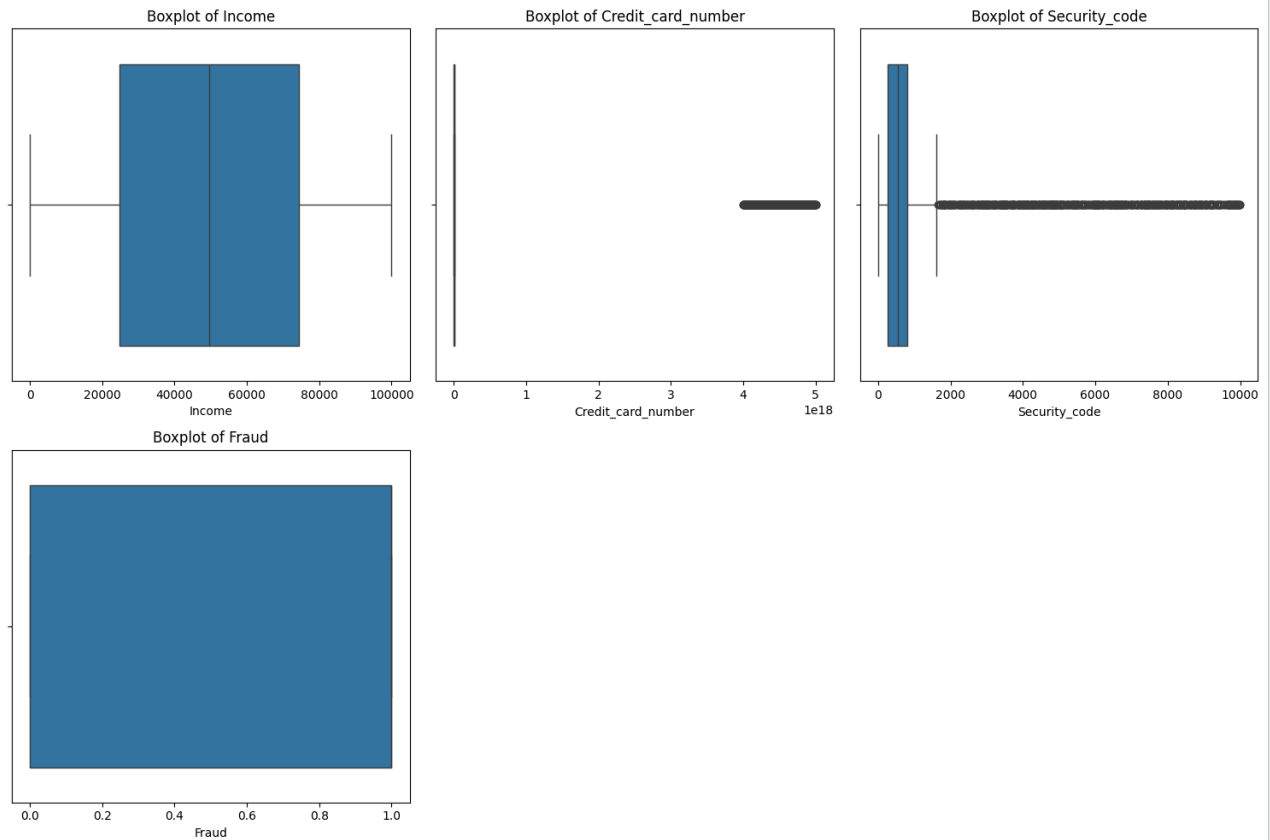 Boxplot of Income
0 20000 40000 60000 80000 100000
Income
Boxplot of Credit_card_number
0 1 2 3 4 5
1e18
Credit_card_number
Boxplot of Security_code
0 2000 4000 6000 8000 10000
Security_code
Boxplot of Fraud
0.0 0.2 0.4 0.6 0.8 1.0
Fraud